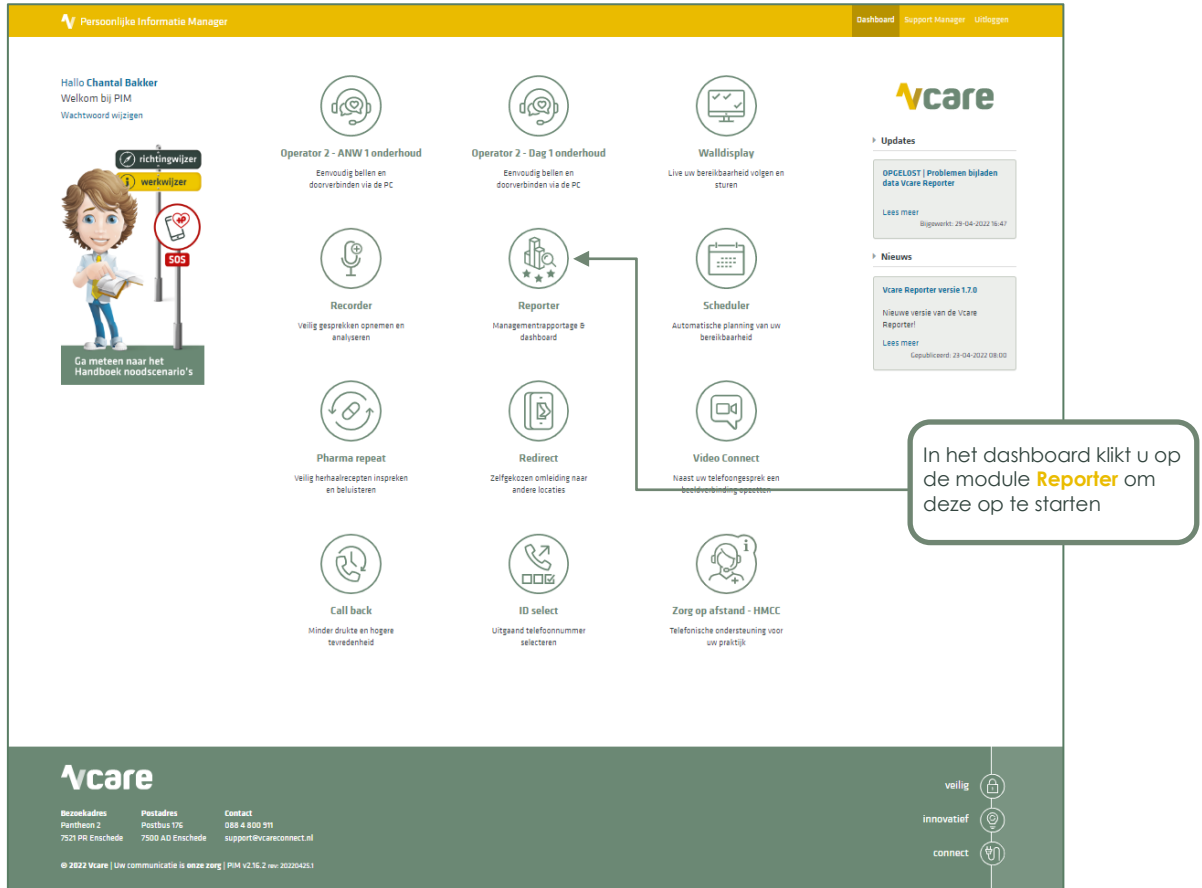 Persoonlijke Informatie Manager
Dashboard Support Manager Uitloggen
Hallo Chantal Bakker
Welkom bij PIM
Wachtwoord wijzigen
richtingwijzer
werkwijzer
SOS
Ga meteen naar het
Handboek noodscenario's
Operator 2 - ANW 1 onderhoud
Eenvoudig bellen en
doorverbinden via de PC
Operator 2 - Dag 1 onderhoud
Eenvoudig bellen en
doorverbinden via de PC
Walldisplay
Live uw bereikbaarheid volgen en
sturen
Recorder
Veilig gesprekken opnemen en
analyseren
Reporter
Managementrapportage &
dashboard
Scheduler
Automatische planning van uw
bereikbaarheid
Pharma repeat
Veilig herhaalrecepten inspreken
en beluisteren
Redirect
Zelfgekozen omleiding naar
andere locaties
Video Connect
Naast uw telefoongesprek een
beeldverbinding opzetten
Call back
Minder drukte en hogere
tevredenheid
ID select
Uitgaand telefoonnummer
selecteren
Zorg op afstand - HMCC
Telefonische ondersteuning voor
uw praktijk
vcare
Updates
OPGELOST | Problemen bijladen
data Vcare Reporter
Lees meer
Bijgewerkt: 29-04-2022 16:47
Nieuws
Vcare Reporter versie 1.7.0
Nieuwe versie van de Vcare
Reporter!
Lees meer
Gepubliceerd: 23-04-2022 08:00
In het dashboard klikt u op
de module Reporter om
deze op te starten
vcare
Bezoekadres
Pantheon 2
7521 PR Enschede
Postadres
Postbus 176
7500 AD Enschede
Contact
088 4 800 911
support@vcareconnect.nl
© 2022 Vcare | Uw communicatie is onze zorg | PIM v2.16.2 rev: 20220425.1
veilig
innovatief
connect